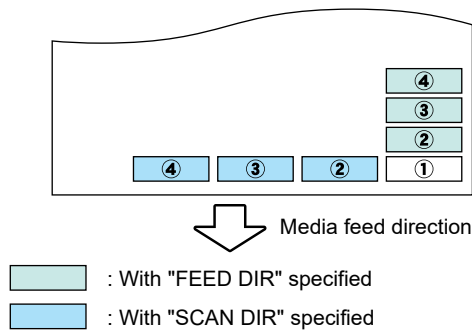 ④
③
②
④ ③ ② ①
Media feed direction
: With "FEED DIR" specified
: With "SCAN DIR" specified